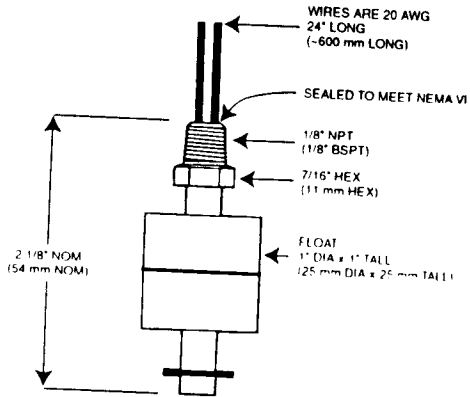 WIRES ARE 20 AWG
24" LONG
(~600 mm LONG)
SEALED TO MEET NEMA VI
1/8" NPT
(1/8" BSPT)
7/16" HEX
(11 mm HEX)
2 1/8" NOM
(54 mm NOM)
FLOAT
1" DIA x 1" TALL
(25 mm DIA x 25 mm TALL)